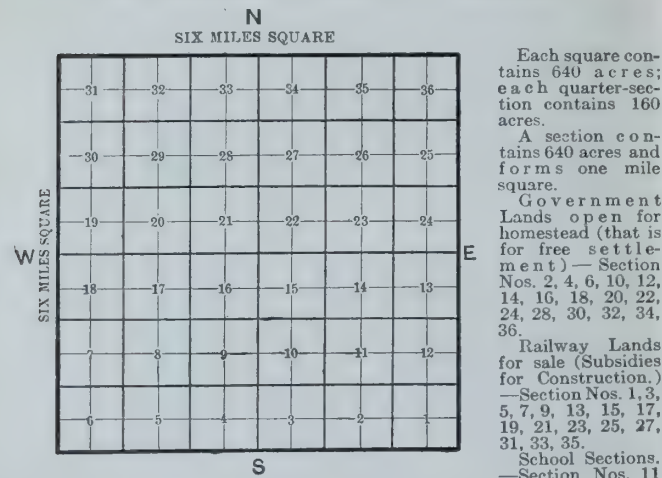 N
SIX MILES SQUARE
31 32 33 34 35 36
30 29 28 27 26 25
19 20 21 22 23 24
18 17 16 15 14 13
7 8 9 10 11 12
6 5 4 3 2 1
W
SIX MILES SQUARE
E
S
Each square con-
tains 640 acres;
each quarter-sec-
tion contains 160
acres.
A section con-
tains 640 acres and
forms one mile
square.
Government
Lands open for
homestead (that is
for free settle-
ment) — Section
Nos. 2, 4, 6, 10, 12,
14, 16, 18, 20, 22,
24, 28, 30, 32, 34,
36.
Railway Lands
for sale (Subsidies
for Construction.)
—Section Nos. 1, 3,
5, 7, 9, 13, 15, 17,
19, 21, 23, 25, 27,
31, 33, 35.
School Sections.
—Section Nos. 11